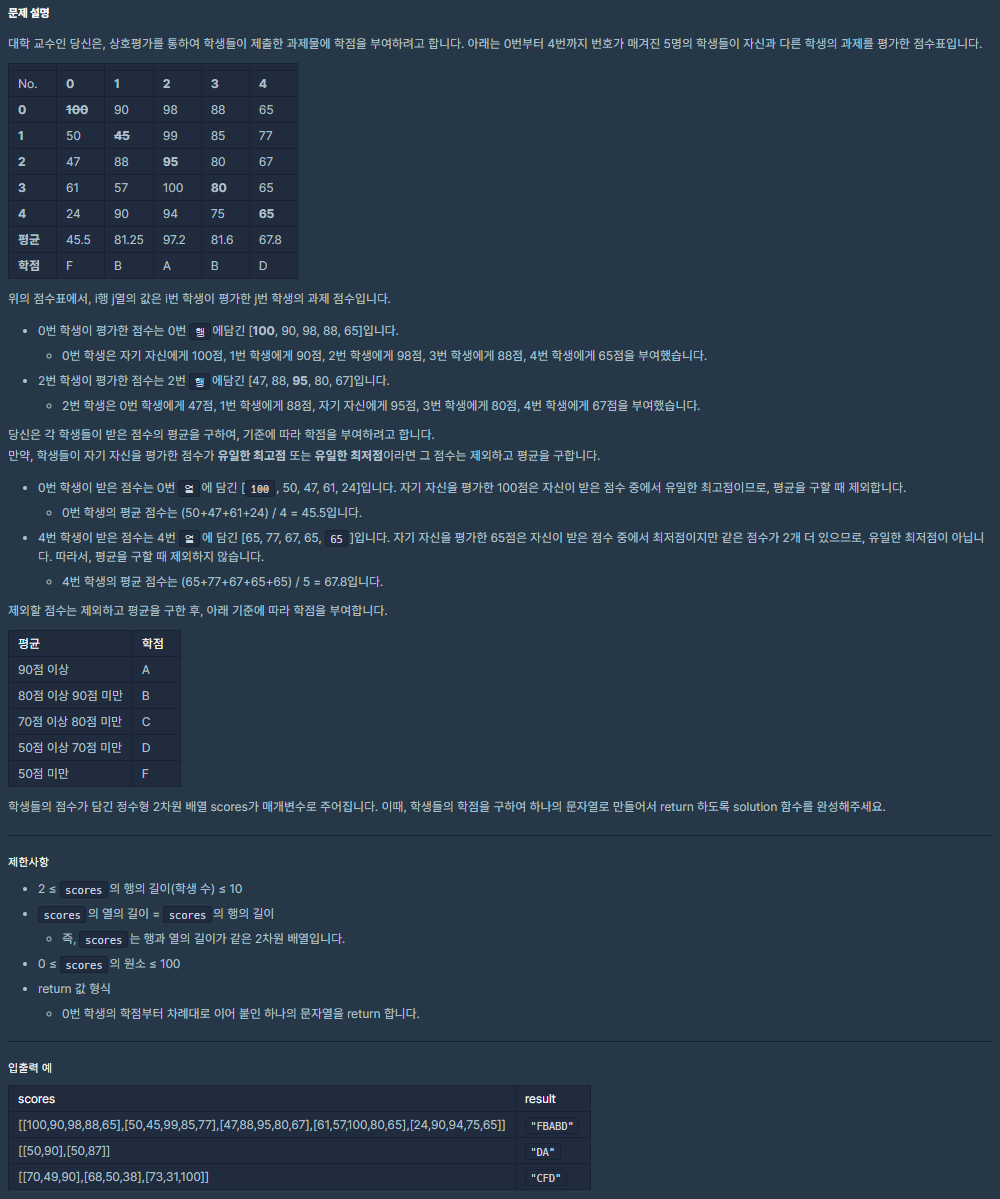 문제 설명
대학 교수인 당신은, 상호평가를 통하여 학생들이 제출한 과제물에 학점을 부여하려고 합니다. 아래는 0번부터 4번까지 번호가 매겨진 5명의 학생들이 자신과 다른 학생의 과제를 평가한 점수표입니다.
No. 0 1 2 3 4
0 100 90 98 88 65
1 50 45 99 85 77
2 47 88 95 80 67
3 61 57 100 80 65
4 24 90 94 75 65
평균 45.5 81.25 97.2 81.6 67.8
학점 F B A B D
위의 점수표에서, i행 j열의 값은 i번 학생이 평가한 j번 학생의 과제 점수입니다.
0번 학생이 평가한 점수는 0번 행 에담긴 [100, 90, 98, 88, 65]입니다.
0번 학생은 자기 자신에게 100점, 1번 학생에게 90점, 2번 학생에게 98점, 3번 학생에게 88점, 4번 학생에게 65점을 부여했습니다.
2번 학생이 평가한 점수는 2번 행 에담긴 [47, 88, 95, 80, 67]입니다.
2번 학생은 0번 학생에게 47점, 1번 학생에게 88점, 자기 자신에게 95점, 3번 학생에게 80점, 4번 학생에게 67점을 부여했습니다.
당신은 각 학생들이 받은 점수의 평균을 구하여, 기준에 따라 학점을 부여하려고 합니다.
만약, 학생들이 자기 자신을 평가한 점수가 유일한 최고점 또는 유일한 최저점이라면 그 점수는 제외하고 평균을 구합니다.
0번 학생이 받은 점수는 0번 열 에 담긴 [ 100 , 50, 47, 61, 24]입니다. 자기 자신을 평가한 100점은 자신이 받은 점수 중에서 유일한 최고점이므로, 평균을 구할 때 제외합니다.
0번 학생의 평균 점수는 (50+47+61+24) / 4 = 45.5입니다.
4번 학생이 받은 점수는 4번 열 에 담긴 [65, 77, 67, 65, 65 ]입니다. 자기 자신을 평가한 65점은 자신이 받은 점수 중에서 최저점이지만 같은 점수가 2개 더 있으므로, 유일한 최저점이 아닙니
다. 따라서, 평균을 구할 때 제외하지 않습니다.
4번 학생의 평균 점수는 (65+77+67+65+65) / 5 = 67.8입니다.
제외할 점수는 제외하고 평균을 구한 후, 아래 기준에 따라 학점을 부여합니다.
평균 학점
90점 이상 A
80점 이상 90점 미만 B
70점 이상 80점 미만 C
50점 이상 70점 미만 D
50점 미만 F
학생들의 점수가 담긴 정수형 2차원 배열 scores가 매개변수로 주어집니다. 이때, 학생들의 학점을 구하여 하나의 문자열로 만들어서 return 하도록 solution 함수를 완성해주세요.
제한사항
2 ≤ scores 의 행의 길이(학생 수) ≤ 10
scores 의 열의 길이 = scores 의 행의 길이
즉, scores 는 행과 열의 길이가 같은 2차원 배열입니다.
0 ≤ scores 의 원소 ≤ 100
return 값 형식
0번 학생의 학점부터 차례대로 이어 붙인 하나의 문자열을 return 합니다.
입출력 예
scores result
[[100,90,98,88,65],[50,45,99,85,77],[47,88,95,80,67],[61,57,100,80,65],[24,90,94,75,65]] "FBABD"
[[50,90],[50,87]] "DA"
[[70,49,90],[68,50,38],[73,31,100]] "CFD"